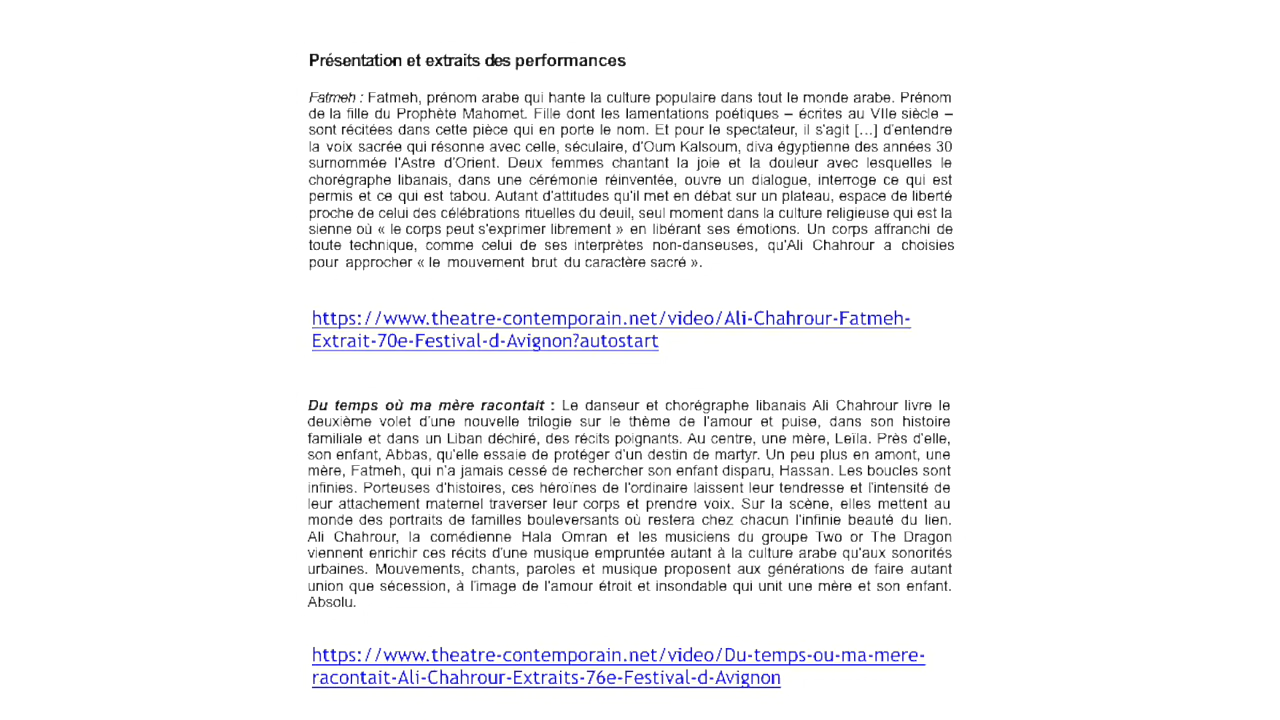 Présentation et extraits des performances
Fatmeh : Fatmeh, prénom arabe qui hante la culture populaire dans tout le monde arabe. Prénom
de la fille du Prophète Mahomet. Fille dont les lamentations poétiques – écrites au VIIe siècle –
sont récitées dans cette pièce qui en porte le nom. Et pour le spectateur, il s'agit […] d'entendre
la voix sacrée qui résonne avec celle, séculaire, d'Oum Kalsoum, diva égyptienne des années 30
surnommée l'Astre d'Orient. Deux femmes chantant la joie et la douleur avec lesquelles le
chorégraphe libanais, dans une cérémonie réinventée, ouvre un dialogue, interroge ce qui est
permis et ce qui est tabou. Autant d'attitudes qu'il met en débat sur un plateau, espace de liberté
proche de celui des célébrations rituelles du deuil, seul moment dans la culture religieuse qui est la
sienne où « le corps peut s'exprimer librement » en libérant ses émotions. Un corps affranchi de
toute technique, comme celui de ses interprètes non-danseuses, qu'Ali Chahrour a choisies
pour approcher « le mouvement brut du caractère sacré ».
https://www.theatre-contemporain.net/video/Ali-Chahrour-Fatmeh-
Extrait-70e-Festival-d-Avignon?autostart
Du temps où ma mère racontait : Le danseur et chorégraphe libanais Ali Chahrour livre le
deuxième volet d'une nouvelle trilogie sur le thème de l'amour et puise, dans son histoire
familiale et dans un Liban déchiré, des récits poignants. Au centre, une mère, Leïla. Près d'elle,
son enfant, Abbas, qu'elle essaie de protéger d'un destin de martyr. Un peu plus en amont, une
mère, Fatmeh, qui n'a jamais cessé de rechercher son enfant disparu, Hassan. Les boucles sont
infinies. Porteuses d'histoires, ces héroïnes de l'ordinaire laissent leur tendresse et l'intensité de
leur attachement maternel traverser leur corps et prendre voix. Sur la scène, elles mettent au
monde des portraits de familles bouleversants où restera chez chacun l'infinie beauté du lien.
Ali Chahrour, la comédienne Hala Omran et les musiciens du groupe Two or The Dragon
viennent enrichir ces récits d'une musique empruntée autant à la culture arabe qu'aux sonorités
urbaines. Mouvements, chants, paroles et musique proposent aux générations de faire autant
union que sécession, à l'image de l'amour étroit et insondable qui unit une mère et son enfant.
Absolu.
https://www.theatre-contemporain.net/video/Du-temps-ou-ma-mere-
racontait-Ali-Chahrour-Extraits-76e-Festival-d-Avignon